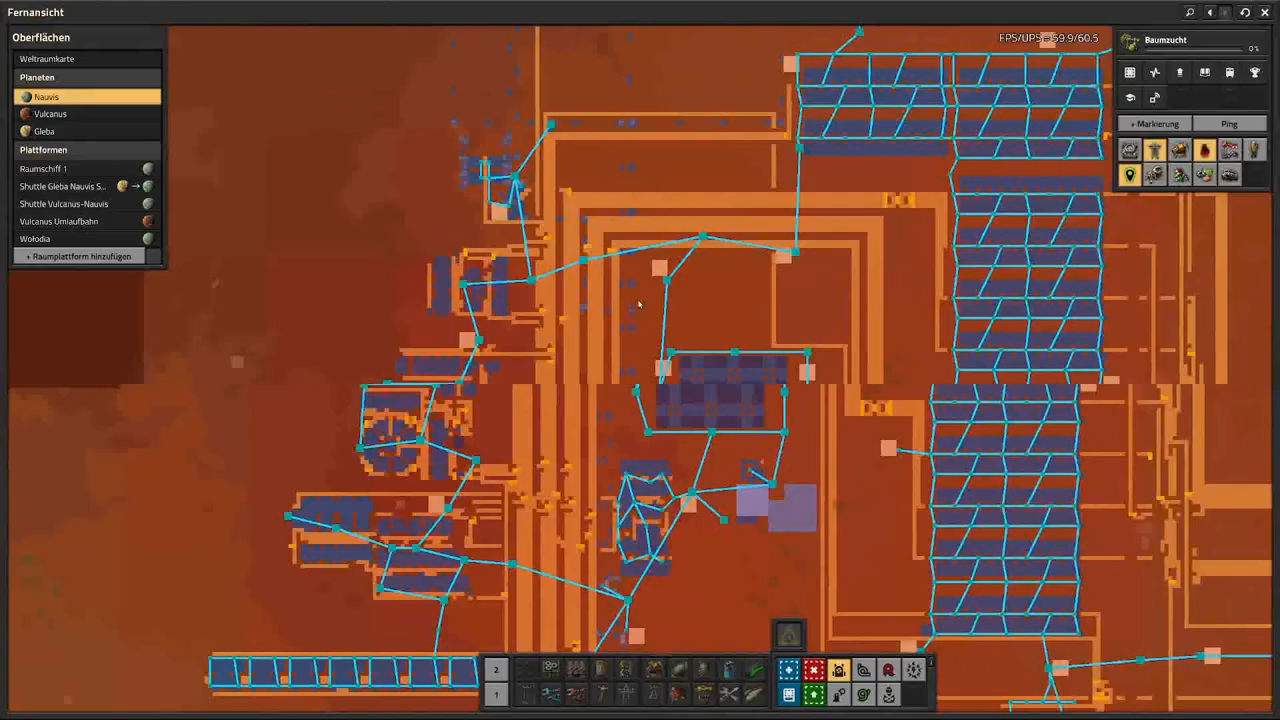 Fernansicht
Oberflächen
Weltraumkarte
Planeten
Nauvis
Vulcanus
Gleba
Plattformen
Raumschiff 1
Shuttle Gleba Nauvis S...
Shuttle Vulcanus-Nauvis
Vulcanus Umlaufbahn
Wołodia
+ Raumplattform hinzufügen
FPS/UPS = 59.9/60.5
Baumzucht
0%
+ Markierung
Ping
2
1